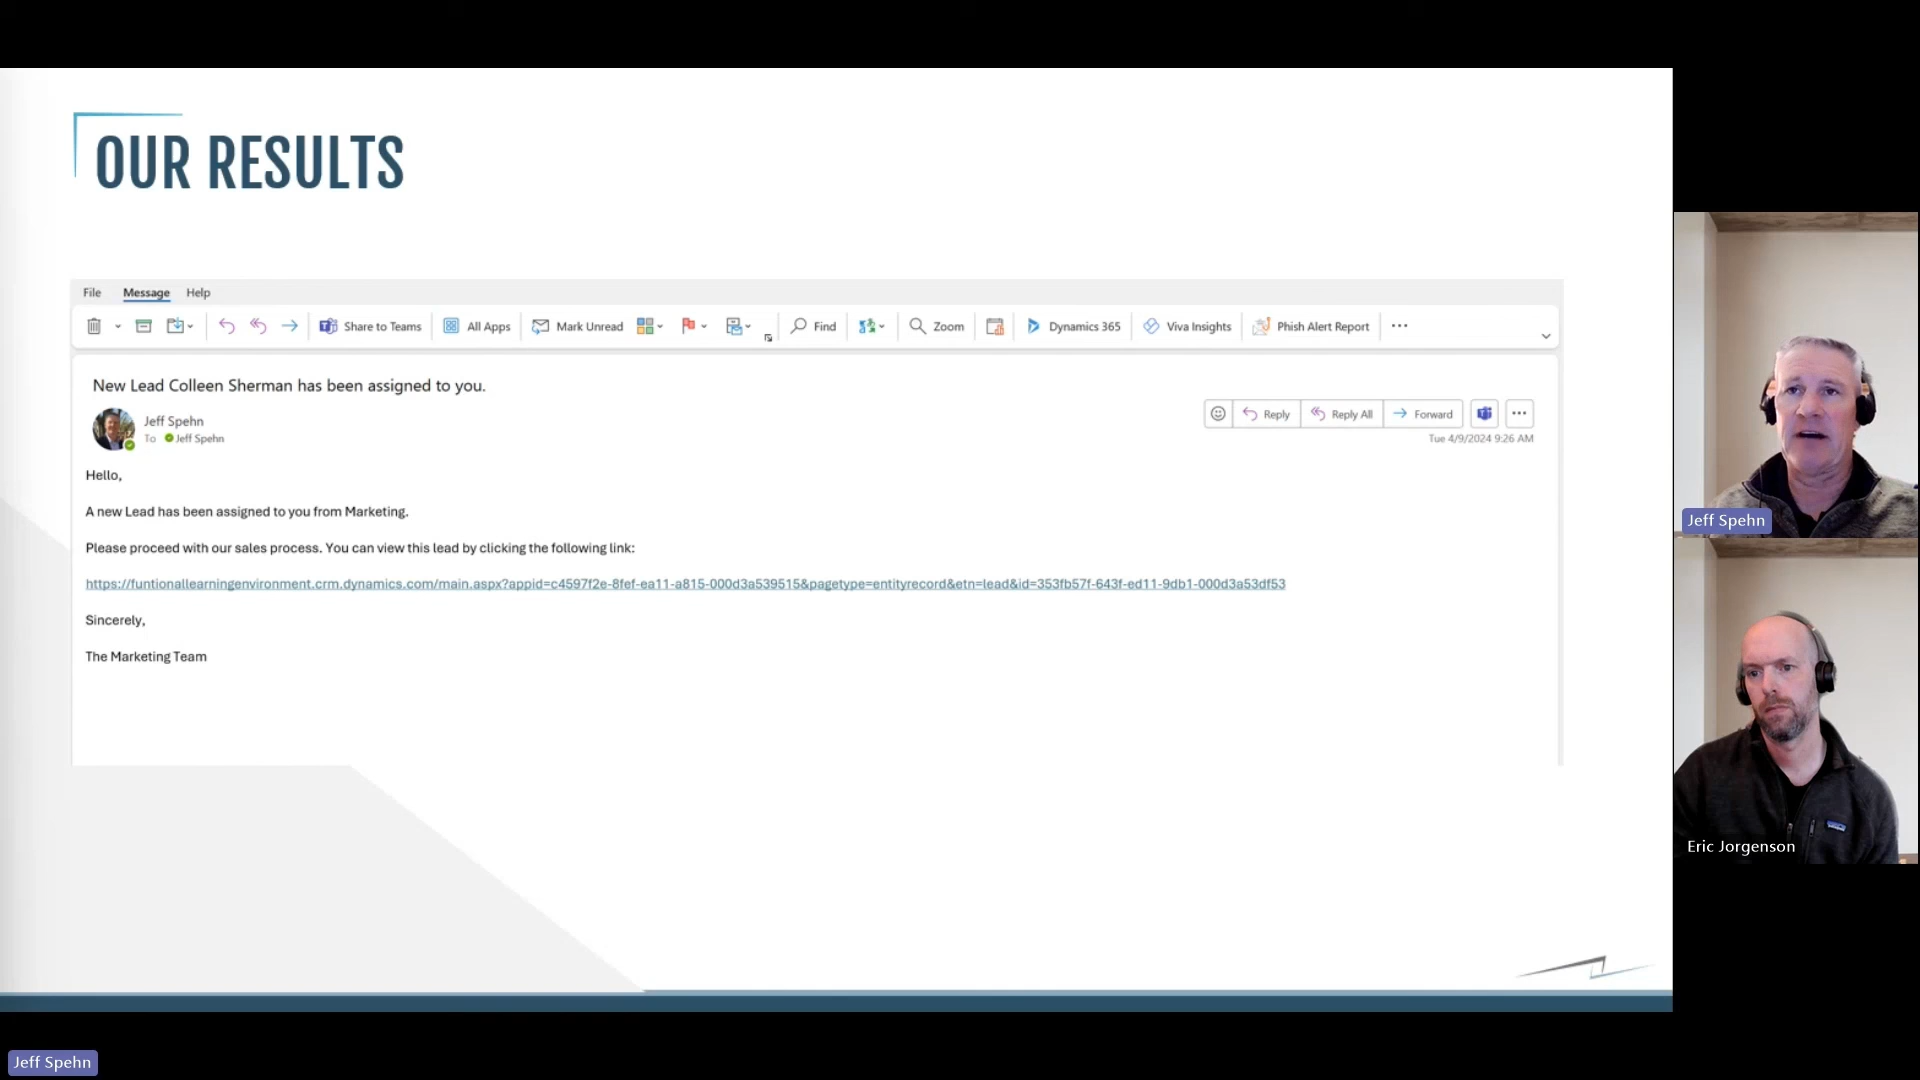 OUR RESULTS
File Message Help
Share to Teams All Apps Mark Unread Find Zoom Dynamics 365 Viva Insights Phish Alert Report
New Lead Colleen Sherman has been assigned to you.
Jeff Spehn
To Jeff Spehn
Reply Reply All Forward
Tue 4/9/2024 9:26 AM
Hello,
A new Lead has been assigned to you from Marketing.
Please proceed with our sales process. You can view this lead by clicking the following link:
https://funtionallearningenvironment.crm.dynamics.com/main.aspx?appid=c4597f2e-8fef-ea11-a815-000d3a539515&pagetype=entityrecord&etn=lead&id=353fb57f-643f-ed11-9db1-000d3a53df53
Sincerely,
The Marketing Team
Jeff Spehn
Eric Jorgenson
Jeff Spehn